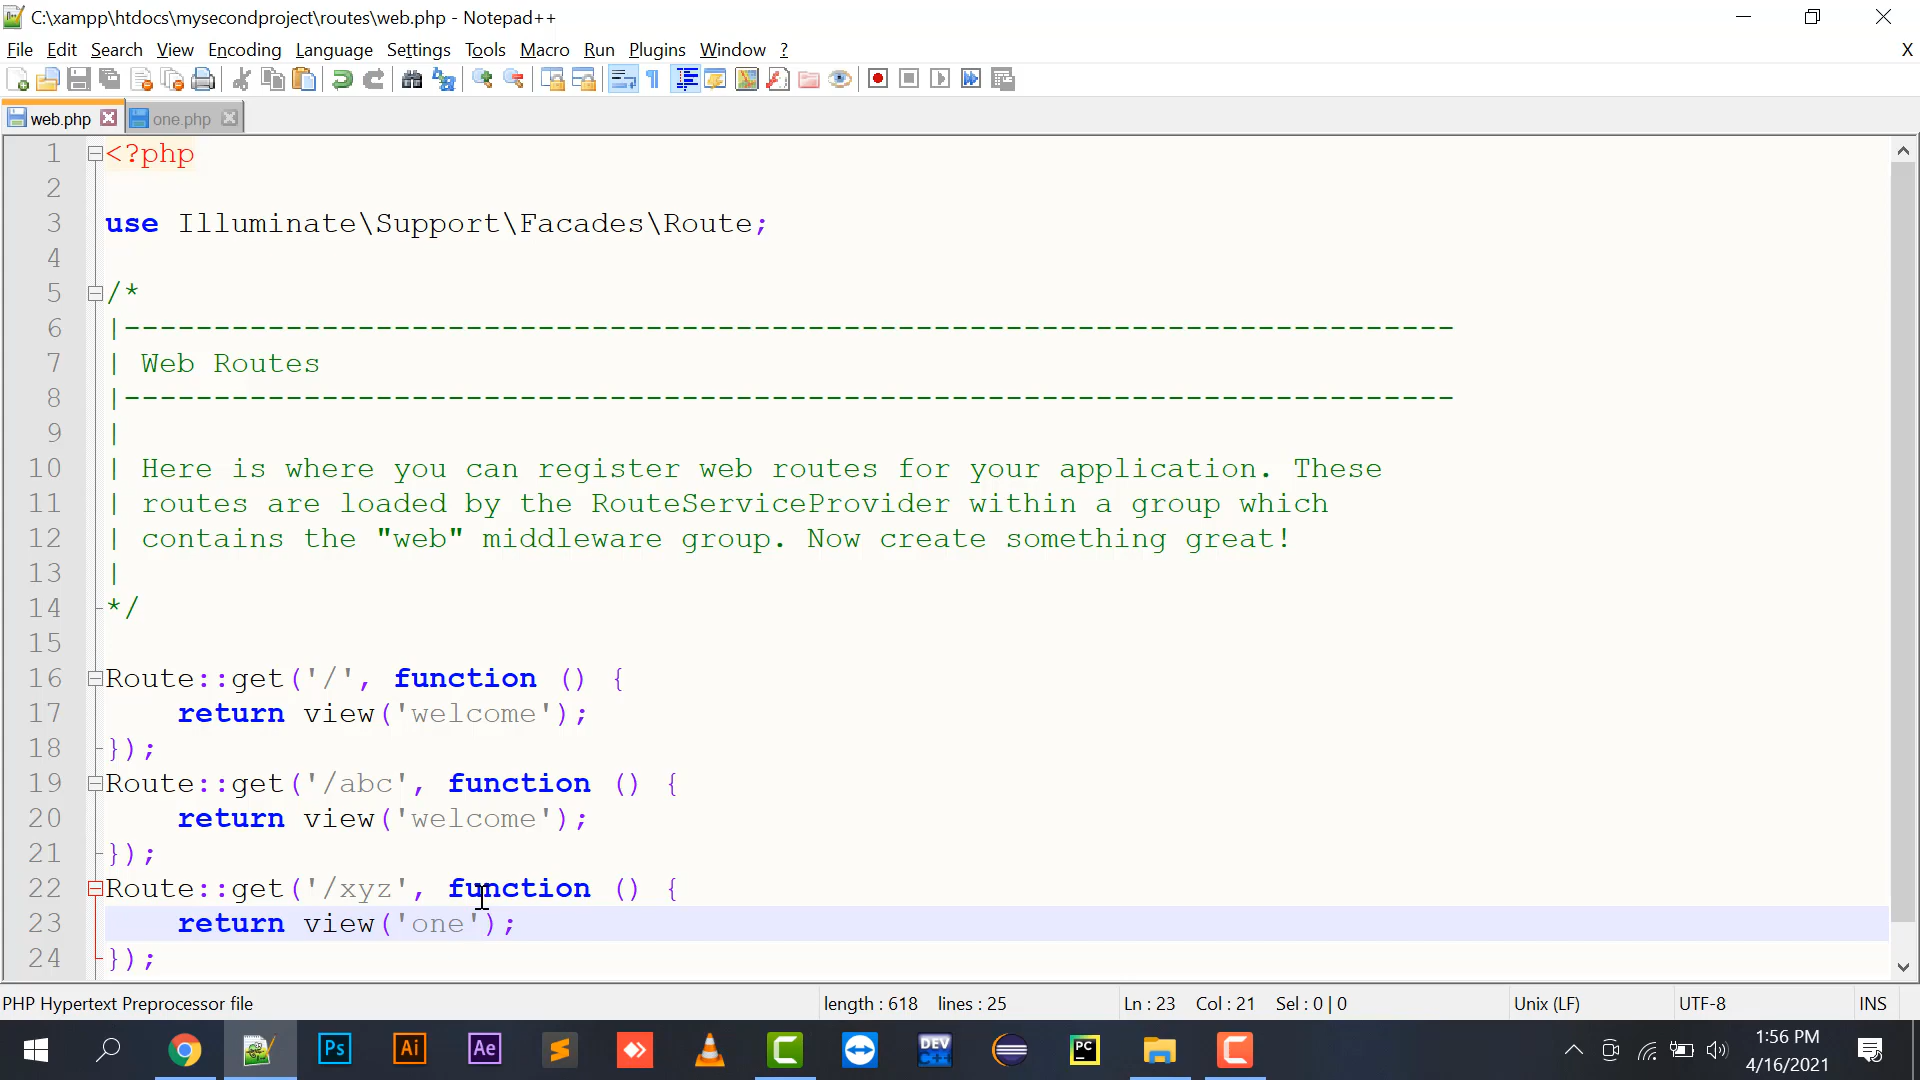 C:\xampp\htdocs\mysecondproject\routes\web.php - Notepad++
File Edit Search View Encoding Language Settings Tools Macro Run Plugins Window ? X
web.php one.php
1 <?php
2
3 use Illuminate\Support\Facades\Route;
4
5 /*
6 |--------------------------------------------------------------------------
7 | Web Routes
8 |--------------------------------------------------------------------------
9 |
10 | Here is where you can register web routes for your application. These
11 | routes are loaded by the RouteServiceProvider within a group which
12 | contains the "web" middleware group. Now create something great!
13 |
14 */
15
16 Route::get('/', function () {
17     return view('welcome');
18 });
19 Route::get('/abc', function () {
20     return view('welcome');
21 });
22 Route::get('/xyz', function () {
23     return view('one');
24 });
PHP Hypertext Preprocessor file length : 618 lines : 25 Ln : 23 Col : 21 Sel : 0 | 0 Unix (LF) UTF-8 INS
Ps Ai Ae DEV C++ PC
1:56 PM
4/16/2021